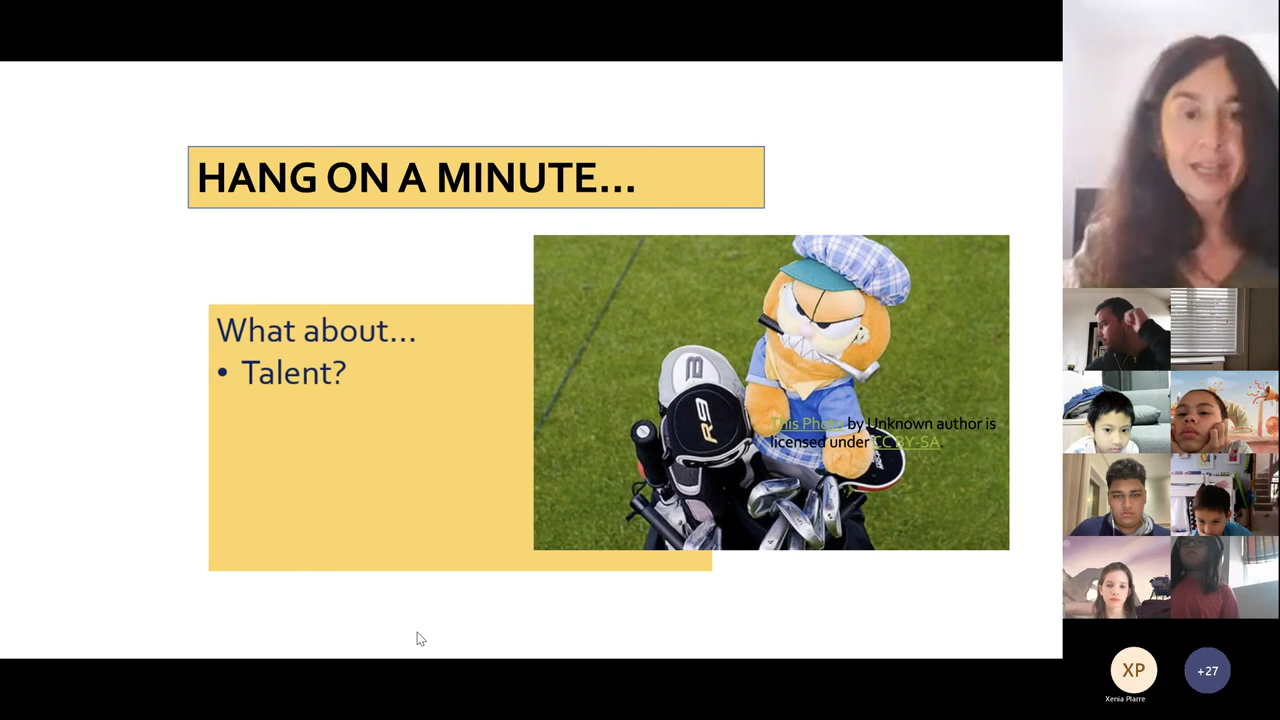 HANG ON A MINUTE...
What about...
• Talent?
R9
This Photo by Unknown author is
licensed under CC BY-SA.
XP
+27
Xenia Plarre